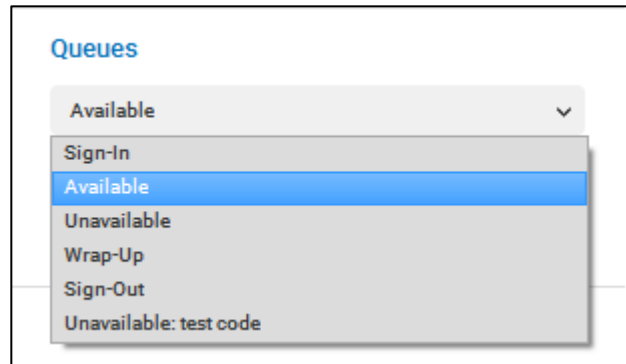 Queues
Available
Sign-In
Available
Unavailable
Wrap-Up
Sign-Out
Unavailable: test code